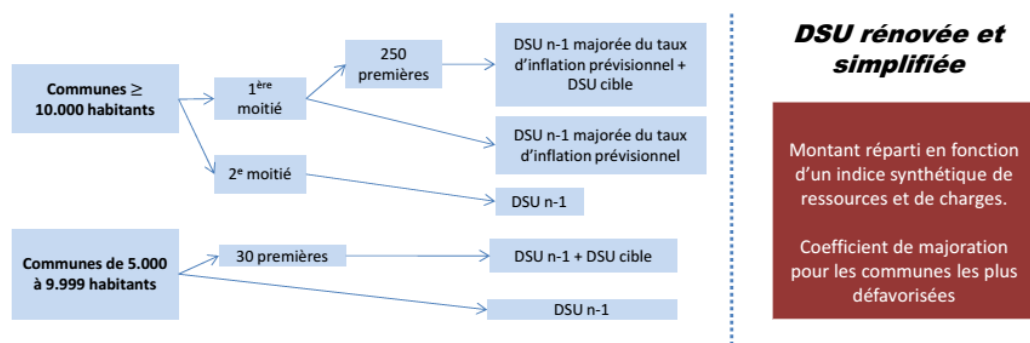 Communes ≥
10.000 habitants
1ère
moitié
250
premières
DSU n-1 majorée du taux
d'inflation prévisionnel +
DSU cible
DSU n-1 majorée du taux
d'inflation prévisionnel
2e moitié
DSU n-1
Communes de 5.000
à 9.999 habitants
30 premières
DSU n-1 + DSU cible
DSU n-1
DSU rénovée et
simplifiée
Montant réparti en fonction
d'un indice synthétique de
ressources et de charges.
Coefficient de majoration
pour les communes les plus
défavorisées